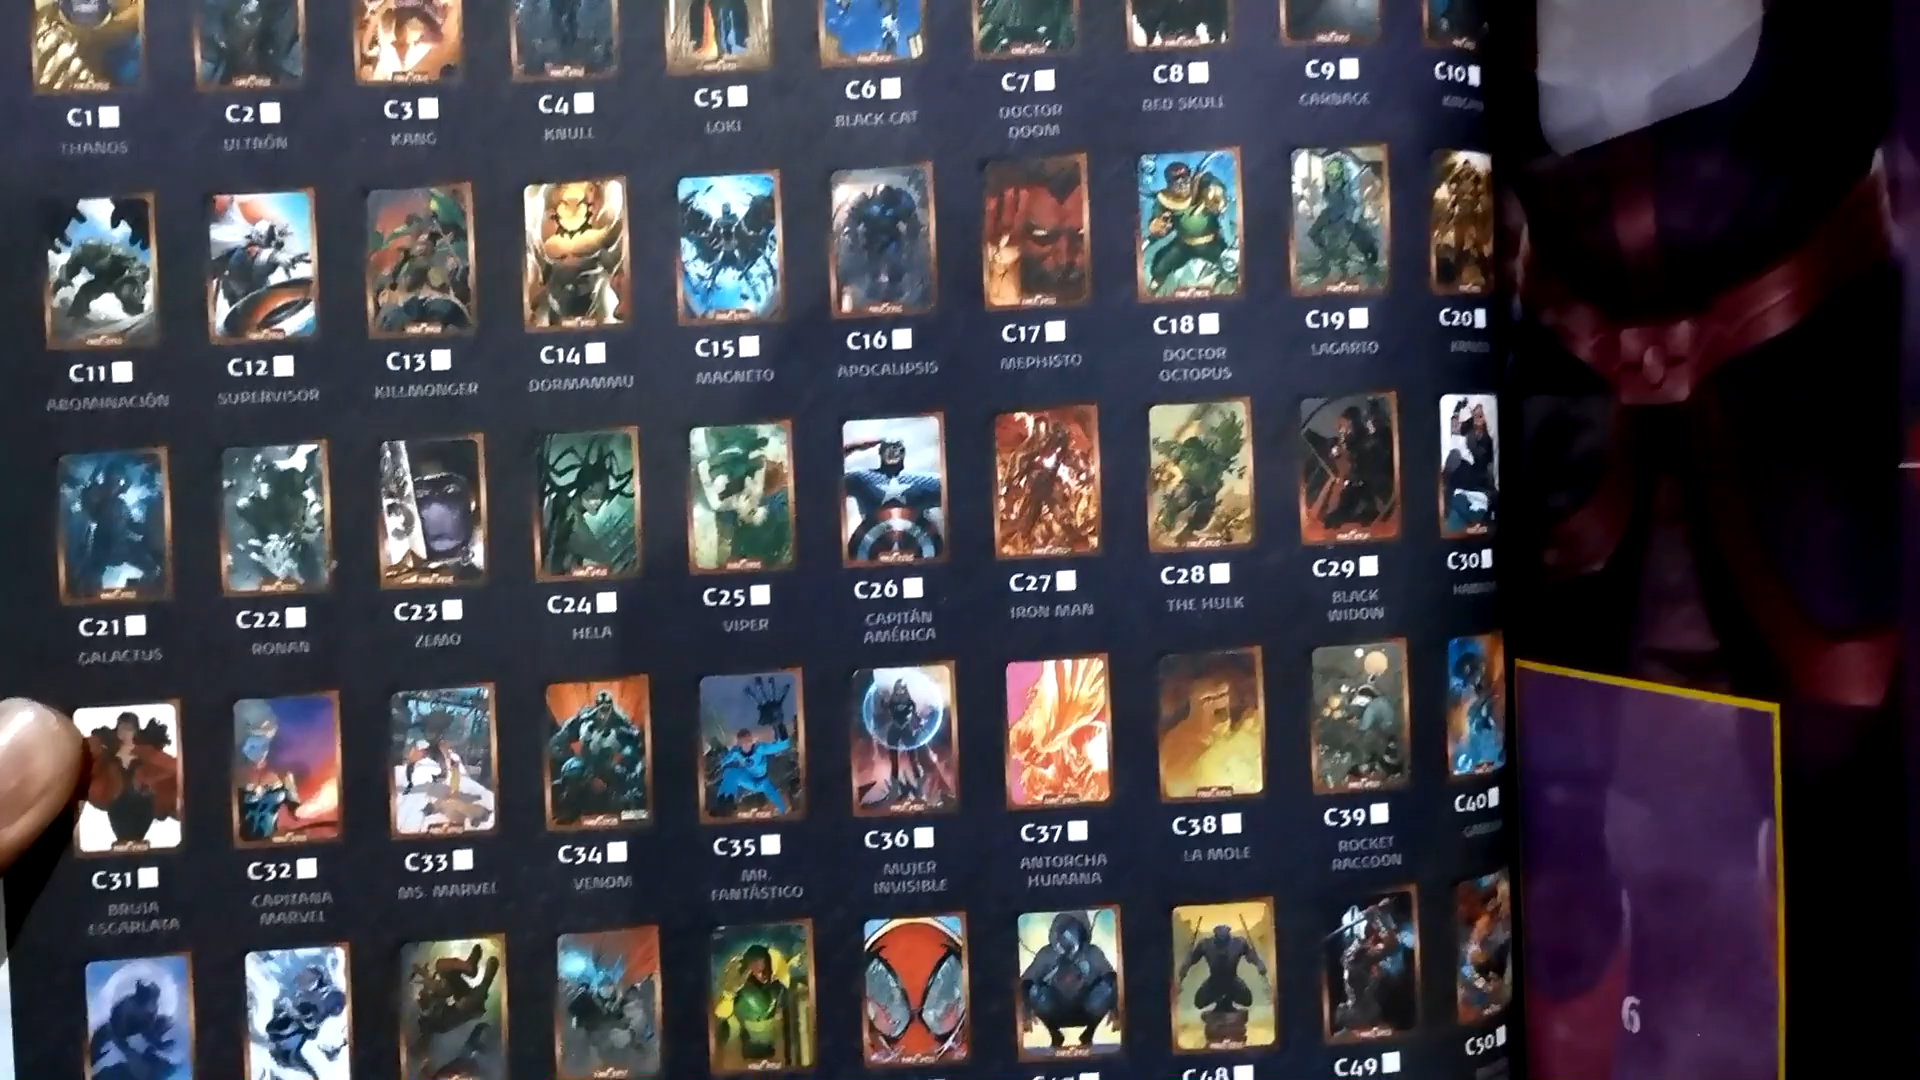 C1 C2 C3 C4 C5 C6 C7 C8 C9 C10
THANOS ULTRÓN KANG KNULL LOKI BLACK CAT DOCTOR RED SKULL CARNAGE
DOOM
C11 C12 C13 C14 C15 C16 C17 C18 C19 C20
ABOMINACIÓN SUPERVISOR KILLMONGER DORMAMMU MAGNETO APOCALIPSIS MEPHISTO DOCTOR LAGARTO
OCTOPUS
C21 C22 C23 C24 C25 C26 C27 C28 C29 C30
GALACTUS RONAN ZEMO HELA VIPER CAPITÁN IRON MAN THE HULK BLACK
AMÉRICA WIDOW
C31 C32 C33 C34 C35 C36 C37 C38 C39 C40
BRUJA CAPITANA MS. MARVEL VENOM MR. MUJER ANTORCHA LA MOLE ROCKET
ESCARLATA MARVEL FANTÁSTICO INVISIBLE HUMANA RACCOON
C48 C49 C50
6